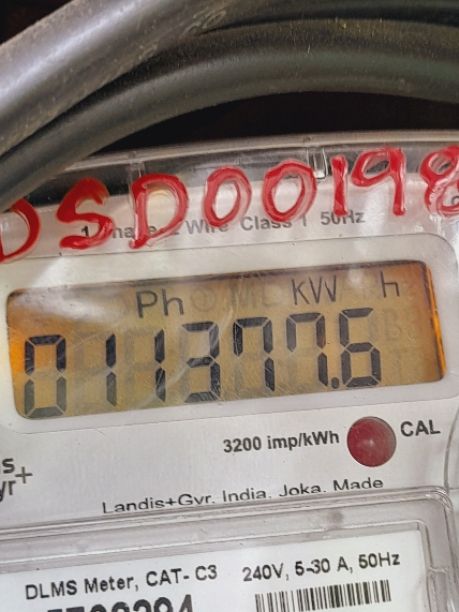 DSD00198
1 Phase 2 Wire Class 1 50Hz
Ph KW h
011377.6
3200 imp/kWh CAL
Landis+Gyr, India, Joka, Made
DLMS Meter, CAT- C3 240V, 5-30 A, 50Hz